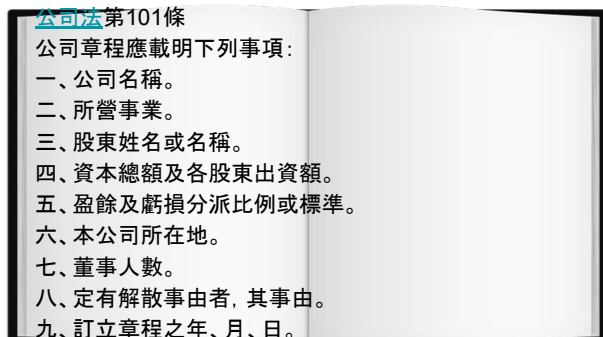 公司法第101條
公司章程應載明下列事項：
一、公司名稱。
二、所營事業。
三、股東姓名或名稱。
四、資本總額及各股東出資額。
五、盈餘及虧損分派比例或標準。
六、本公司所在地。
七、董事人數。
八、定有解散事由者，其事由。
九、訂立章程之年、月、日。